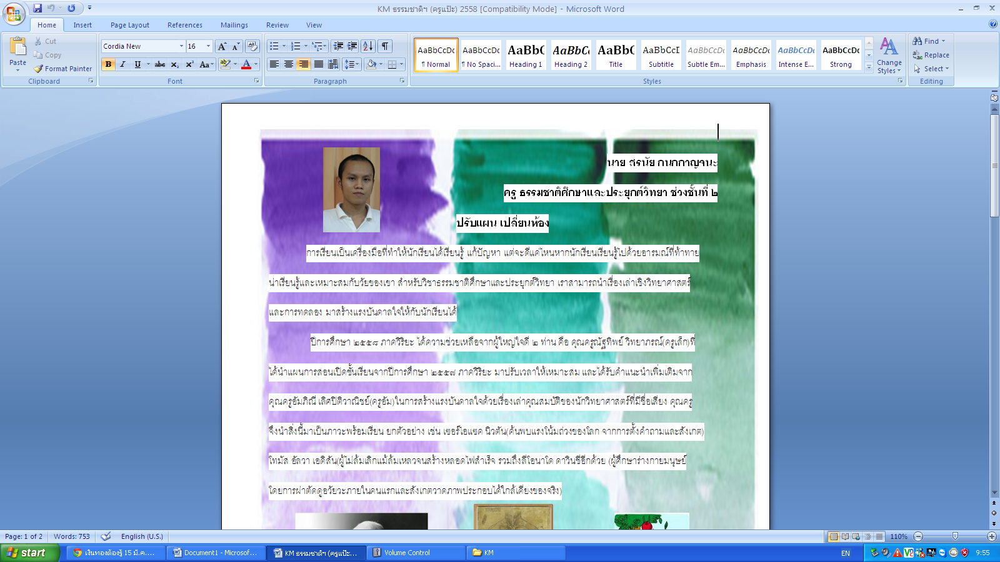 KM ธรรมชาติฯ (ครูแป๊ะ) 2558 [Compatibility Mode] - Microsoft Word
Home Insert Page Layout References Mailings Review View
Paste Cut Copy Format Painter
Clipboard
Cordia New 16
Font
Paragraph
AaBbCcDc AaBbCcDc AaBbC AaBbC AaBbC AaBbCcI AaBbCcDc AaBbCcDc AaBbCcDc AaBbCcDc
¶ Normal ¶ No Spaci... Heading 1 Heading 2 Title Subtitle Subtle Em... Emphasis Intense E... Strong
Change Styles
Styles
Find Replace Select
Editing
นาย สรนัย กนกกาญจนะ
ครู ธรรมชาติศึกษาและประยุกต์วิทยา ช่วงชั้นที่ ๒
ปรับแผน เปลี่ยนห้อง
การเรียนเป็นเครื่องมือที่ทำให้นักเรียนได้เรียนรู้ แก้ปัญหา แต่จะดีแค่ไหนหากนักเรียนเรียนรู้ไปด้วยอารมณ์ที่ท้าทาย
น่าเรียนรู้และเหมาะสมกับวัยของเขา สำหรับวิชาธรรมชาติศึกษาและประยุกต์วิทยา เราสามารถนำเรื่องเล่าเชิงวิทยาศาสตร์
และการทดลอง มาสร้างแรงบันดาลใจให้กับนักเรียนได้
ปีการศึกษา ๒๕๕๘ ภาควิริยะ ได้ความช่วยเหลือจากผู้ใหญ่ใจดี ๒ ท่าน คือ คุณครูณัฐทิพย์ วิทยาภรณ์(ครูเล็ก)ที่
ได้นำแผนการสอนเปิดชั้นเรียนจากปีการศึกษา ๒๕๕๗ ภาควิริยะ มาปรับเวลาให้เหมาะสม และได้รับคำแนะนำเพิ่มเติมจาก
คุณครูอัมภิณี เลิศปิติวาณิชย์(ครูอัม)ในการสร้างแรงบันดาลใจด้วยเรื่องเล่าคุณสมบัติของนักวิทยาศาสตร์ที่มีชื่อเสียง คุณครู
จึงนำสิ่งนี้มาเป็นภาวะพร้อมเรียน ยกตัวอย่าง เช่น เซอร์ไอแซค นิวตัน(ค้นพบแรงโน้มถ่วงของโลก จากการตั้งคำถามและสังเกต)
โทมัส อัลวา เอดิสัน(ผู้ไม่ล้มเลิกแม้ล้มเหลวจนสร้างหลอดไฟสำเร็จ รวมถึงลีโอนาโด ดาวินชีอีกด้วย (ผู้ศึกษาร่างกายมนุษย์
โดยการผ่าตัดดูอวัยวะภายในคนแรกและสังเกตวาดภาพประกอบได้ใกล้เคียงของจริง)
Page: 1 of 2 Words: 753 English (U.S.) 110%
start เงินทองต้องรู้ 15 มี.ค.... Document1 - Microsof... KM ธรรมชาติฯ (ครูแป๊ะ... Volume Control KM EN 9:55